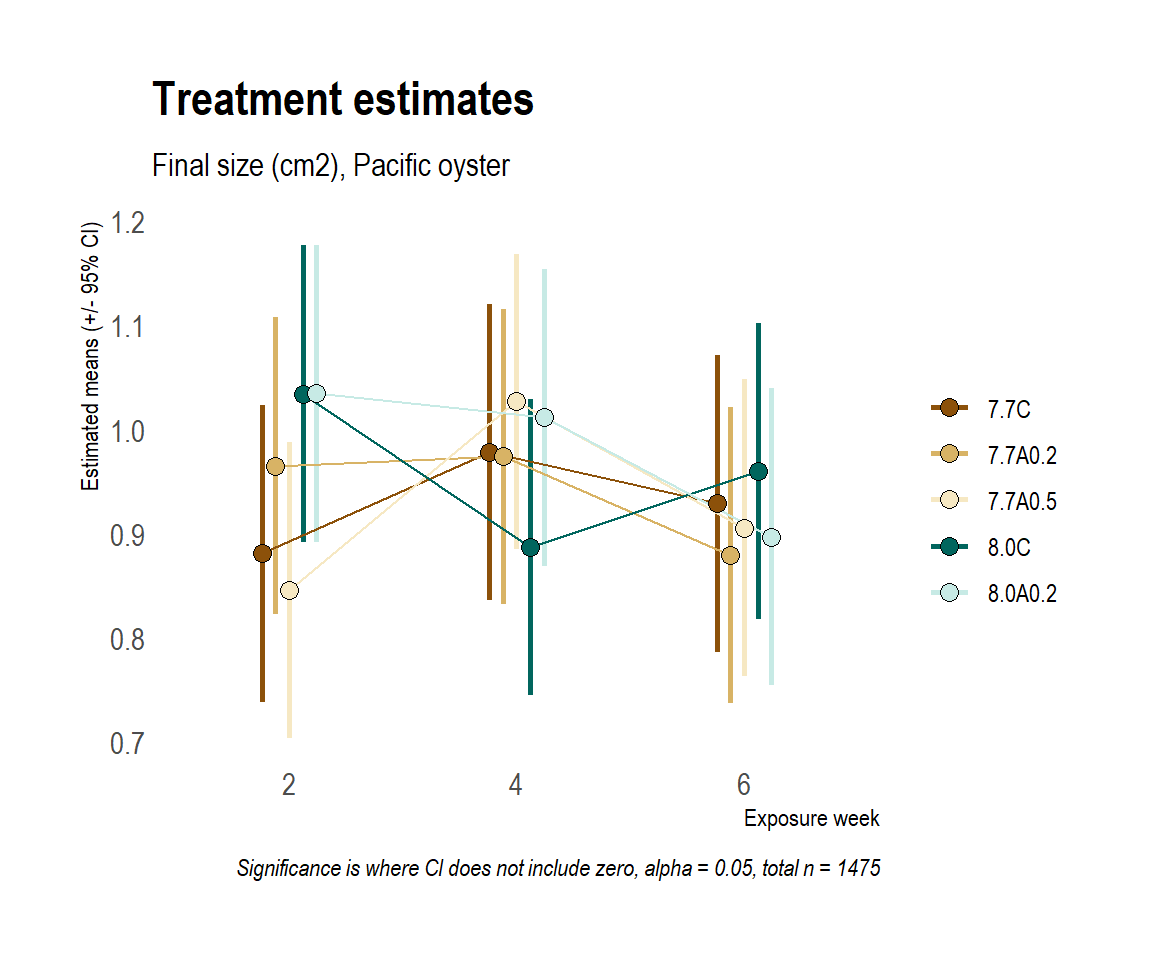 Treatment estimates
Final size (cm2), Pacific oyster
Estimated means (+/- 95% CI)
1.2
1.1
1.0
0.9
0.8
0.7
2
4
6
Exposure week
7.7C
7.7A0.2
7.7A0.5
8.0C
8.0A0.2
Significance is where CI does not include zero, alpha = 0.05, total n = 1475